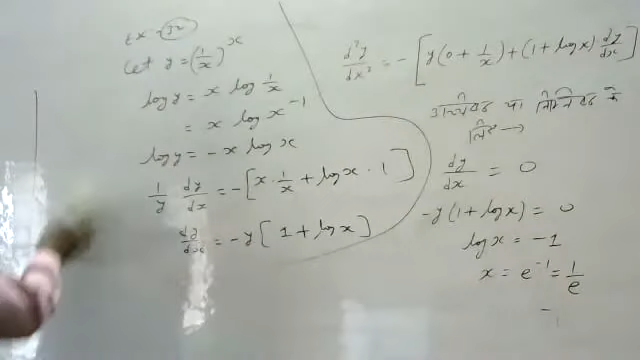 Ex -
Let y = (1/x)^x
log y = x log 1/x
= x log x^-1
log y = -x log x
1/y dy/dx = -[x · 1/x + log x · 1]
dy/dx = -y [1 + log x]
d²y/dx² = -[y(0 + 1/x) + (1 + log x) dy/dx]
उच्चिष्ठ या निम्निष्ठ के
लिए →
dy/dx = 0
-y(1 + log x) = 0
log x = -1
x = e^-1 = 1/e